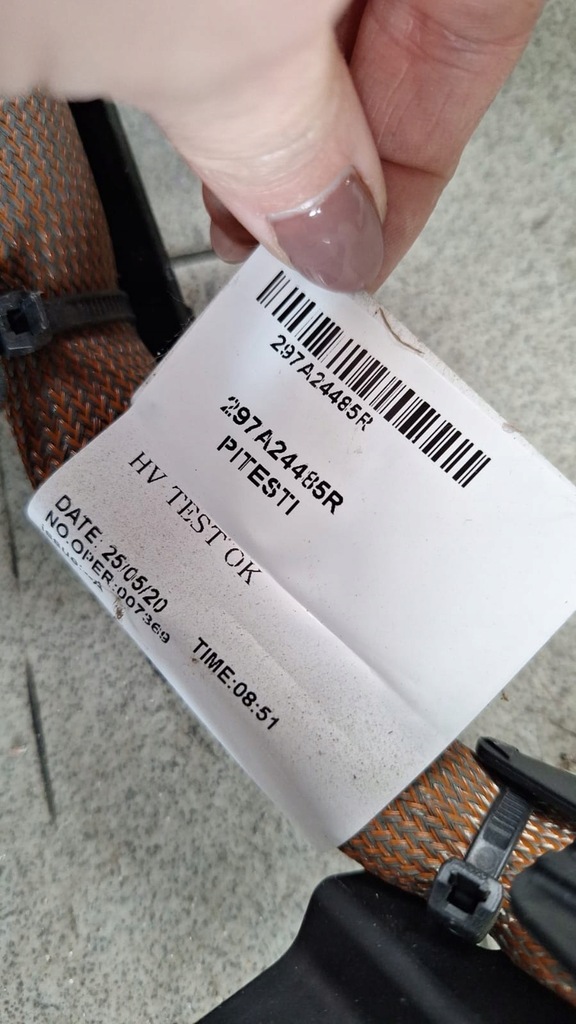 297A24485R
297A24485R
PITESTI
HV TEST OK
DATE: 25/05/20
NO.OPER:007369
TIME:08:51